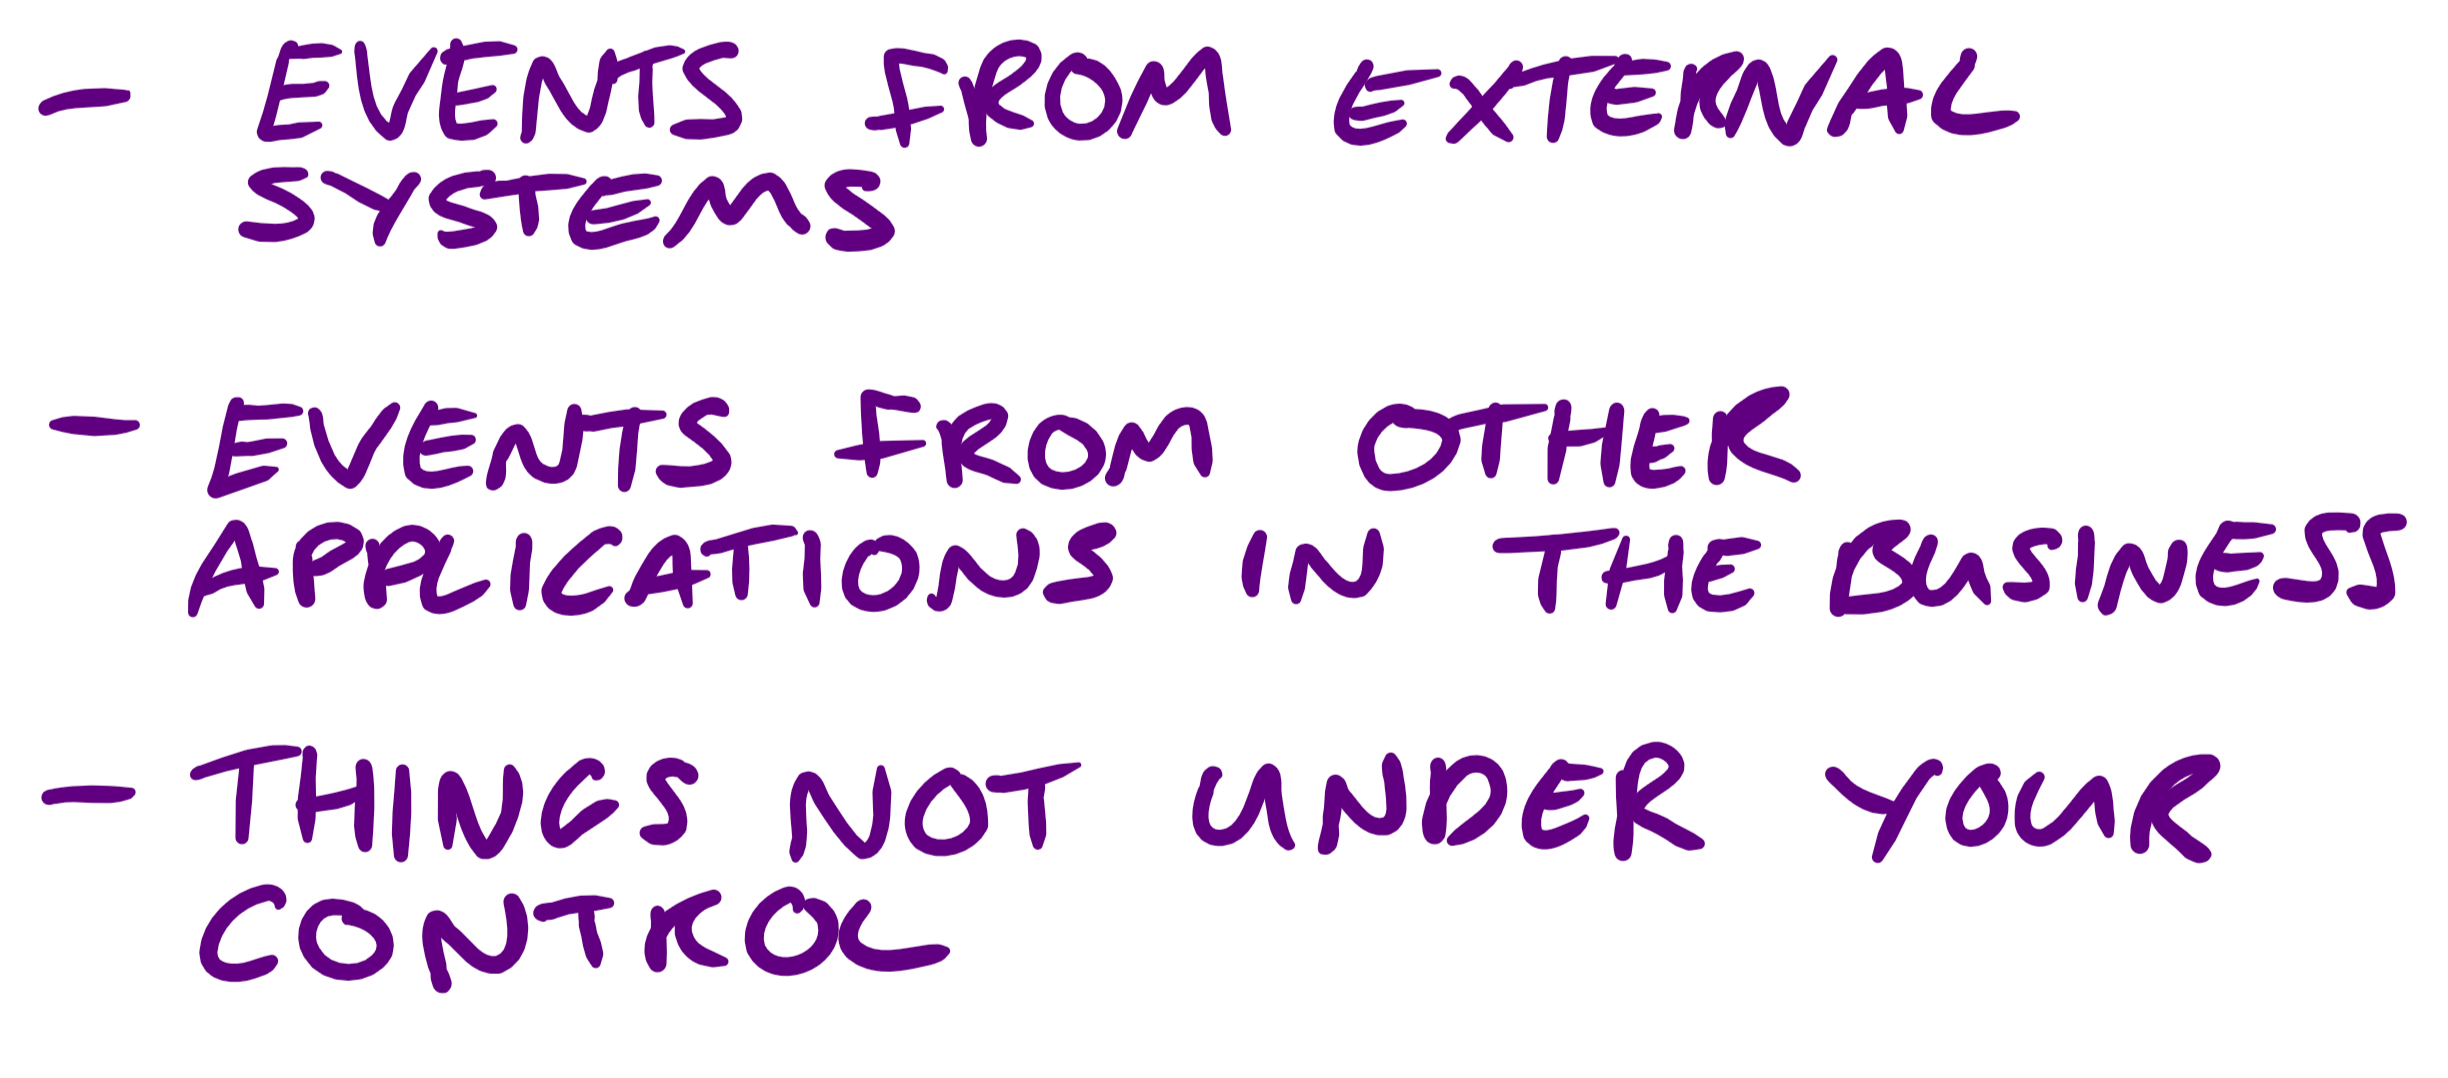 - EVENTS FROM EXTERNAL
SYSTEMS
- EVENTS FROM OTHER
APPLICATIONS IN THE BUSINESS
- THINGS NOT UNDER YOUR
CONTROL